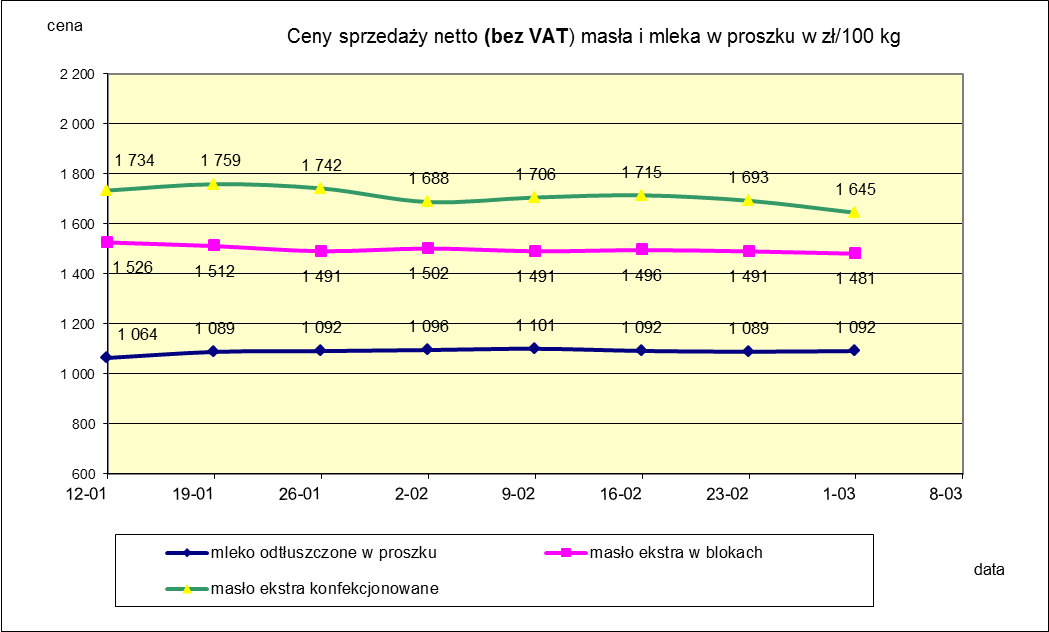 cena
Ceny sprzedaży netto (bez VAT) masła i mleka w proszku w zł/100 kg
2 200
2 000
1 800
1 600
1 400
1 200
1 000
800
600
1 734 1 759 1 742 1 688 1 706 1 715 1 693 1 645
1 526 1 512 1 491 1 502 1 491 1 496 1 491 1 481
1 064 1 089 1 092 1 096 1 101 1 092 1 089 1 092
12-01 19-01 26-01 2-02 9-02 16-02 23-02 1-03 8-03
mleko odtłuszczone w proszku masło ekstra w blokach
masło ekstra konfekcjonowane
data